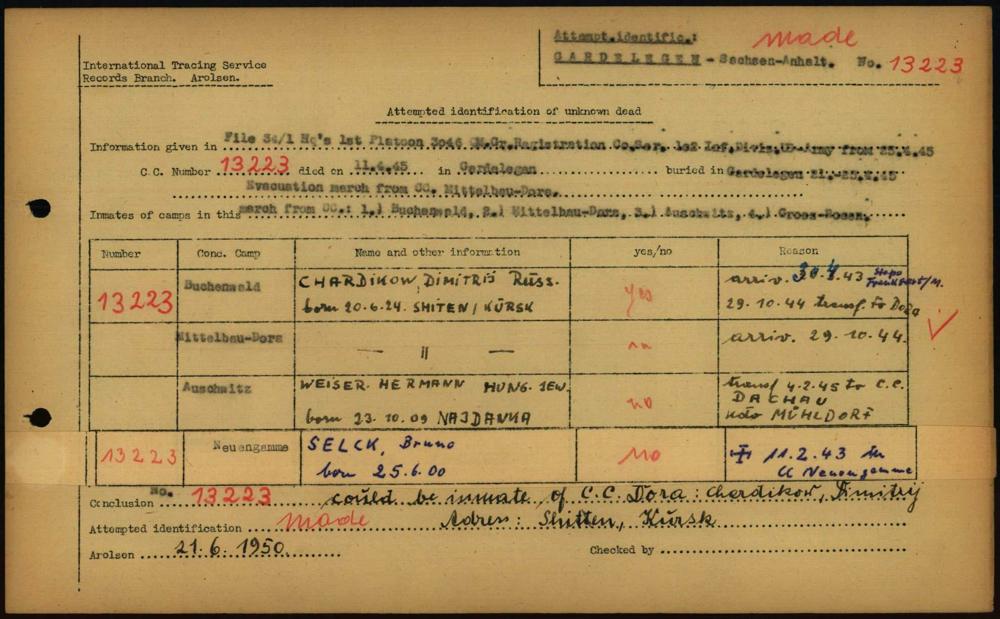 Attempt.identific.: made
GARDELEGEN - Sachsen-Anhalt. No. 13223
International Tracing Service
Records Branch. Arolsen.
Attempted identification of unknown dead
Information given in File 34/1 Hq's 1st Platoon 3046 QM.Gr.Registration Co.Ser. 102 Inf.Divis.US-Army from 25.4.45
C.C. Number 13223 died on 11.4.45 in Gardelegen buried in Gardelegen 21.-25.4.45
Evacuation march from CC. Mittelbau-Dora.
Inmates of camps in this march from CC.: 1.) Buchenwald, 2.) Mittelbau-Dora, 3.) Auschwitz, 4.) Gross-Rosen.
Number Conc. Camp Name and other information yes/no Reason
13223 Buchenwald CHARDIKOW, DIMITRIJ Russ. yes arriv. 30.4.43 Stapo Frankfurt/M.
born 20.6.24. SHITEN / KURSK 29.10.44 transf. to Dora
Mittelbau-Dora — " — no arriv. 29.10.44.
Auschwitz WEISER. HERMANN HUNG. JEW. no transf 4.2.45 to C.C.
born 23.10.09 NAJDANKA DACHAU
Kdo MÜHLDORF
13223 Neuengamme SELCK, Bruno no 11.2.43 in
born 25.6.00 Cl Neuengamme
Conclusion No. 13223 could be inmate of C.C. Dora: Chardikow, Dimitrij
Attempted identification made Adress: Shitten, Kursk
Arolsen 21.6.1950 Checked by